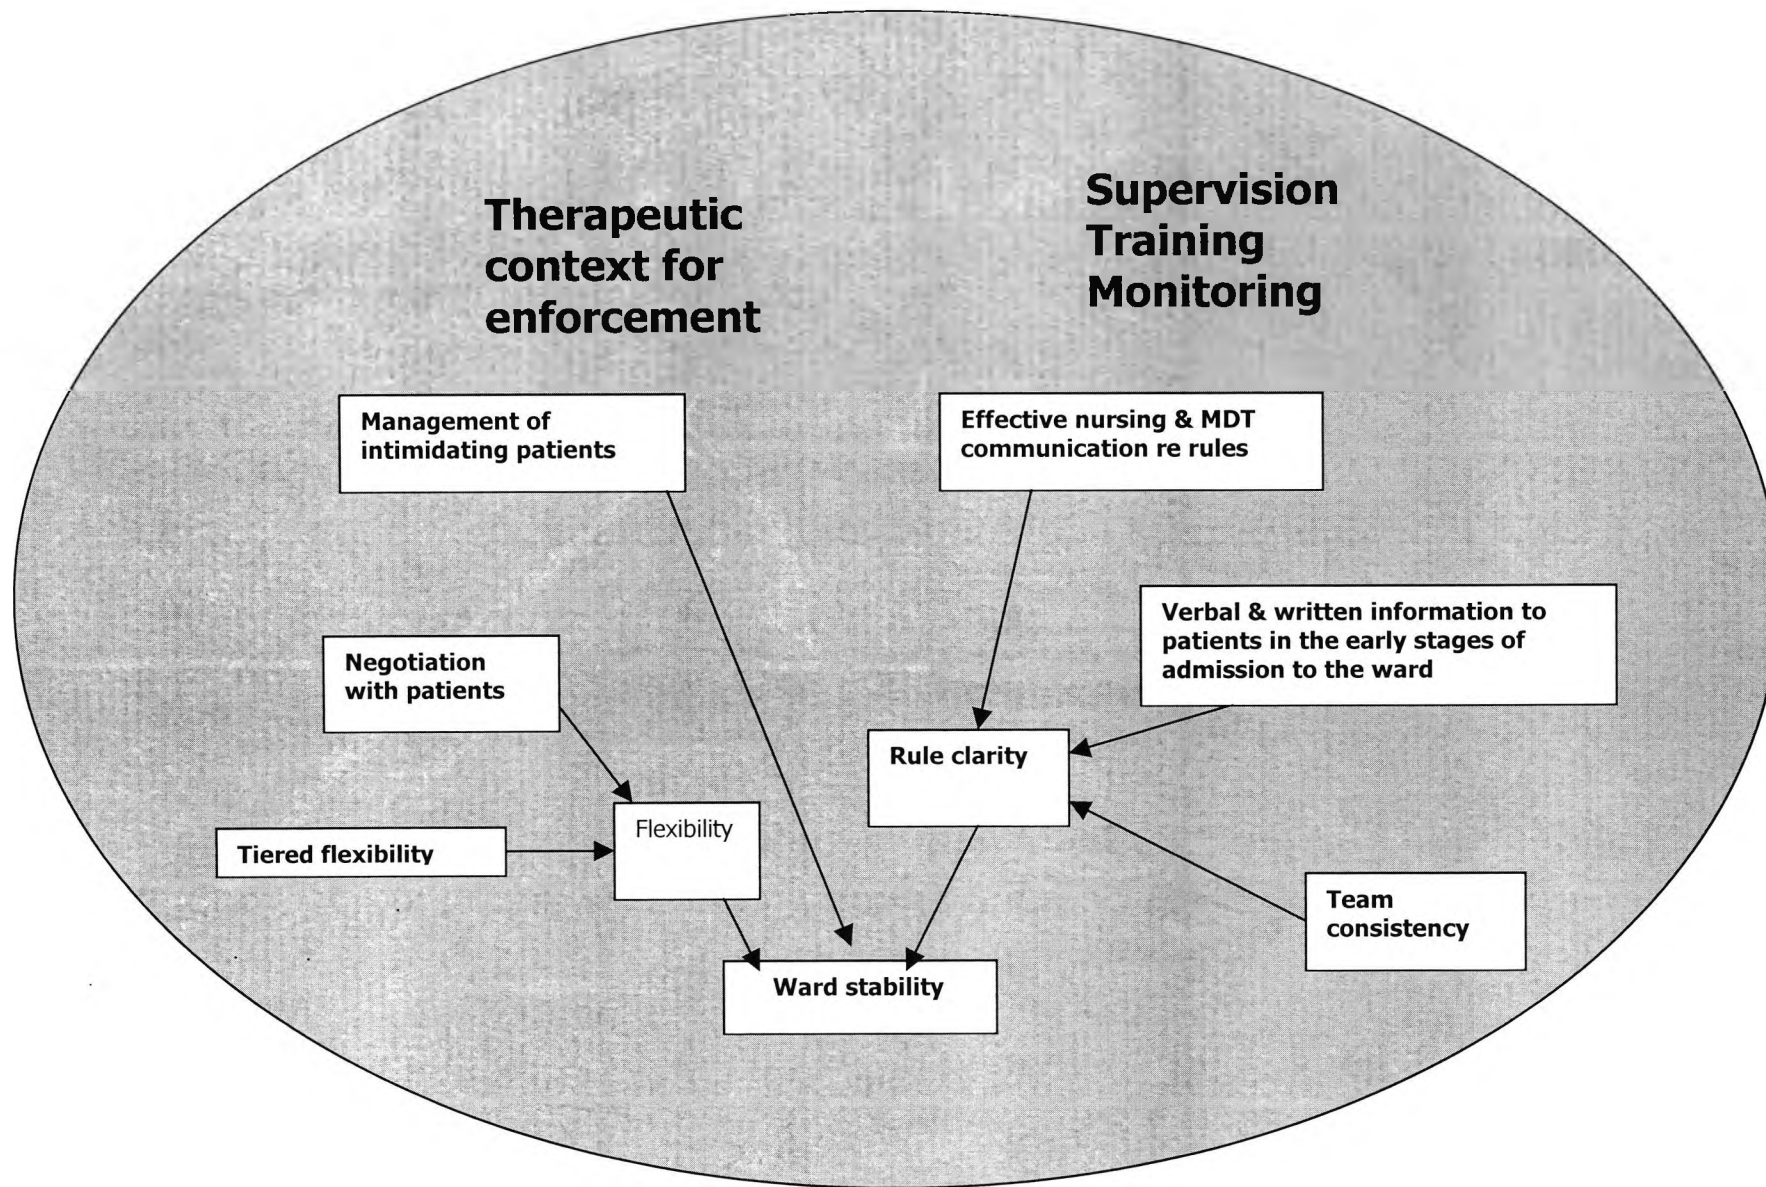 Therapeutic
context for
enforcement
Supervision
Training
Monitoring
Management of
intimidating patients
Effective nursing & MDT
communication re rules
Verbal & written information to
patients in the early stages of
admission to the ward
Negotiation
with patients
Rule clarity
Flexibility
Tiered flexibility
Team
consistency
Ward stability